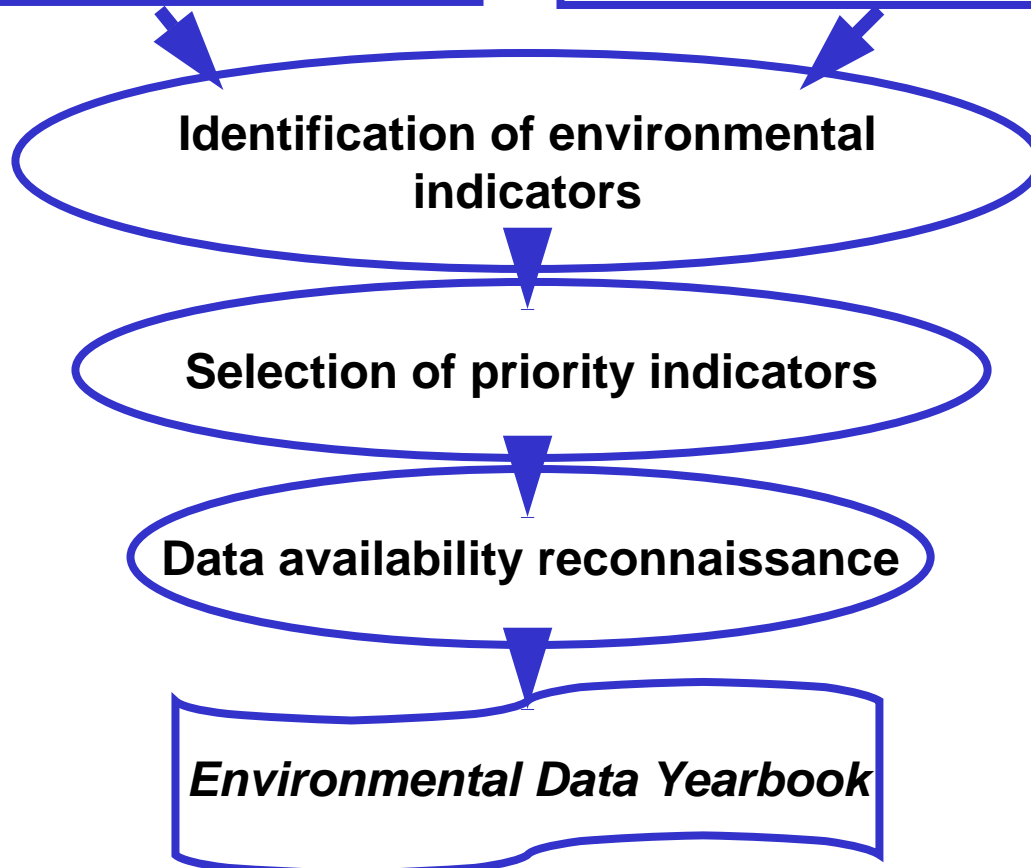 Identification of environmental
indicators
Selection of priority indicators
Data availability reconnaissance
Environmental Data Yearbook